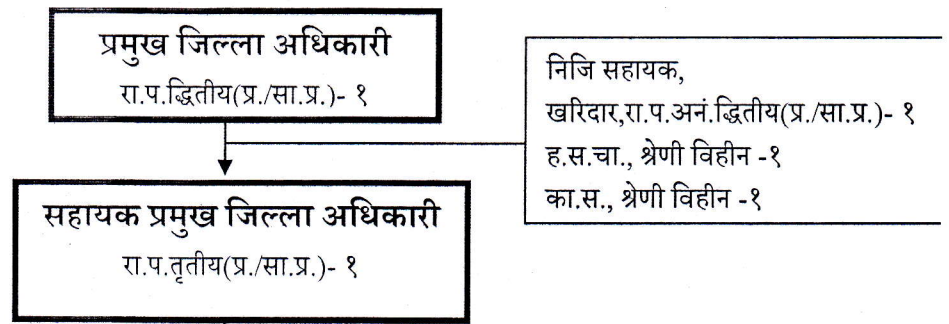 प्रमुख जिल्ला अधिकारी
रा.प.द्धितीय(प्र./सा.प्र.)- १
निजि सहायक,
खरिदार,रा.प.अनं.द्धितीय(प्र./सा.प्र.)- १
ह.स.चा., श्रेणी विहीन -१
का.स., श्रेणी विहीन -१
सहायक प्रमुख जिल्ला अधिकारी
रा.प.तृतीय(प्र./सा.प्र.)- १